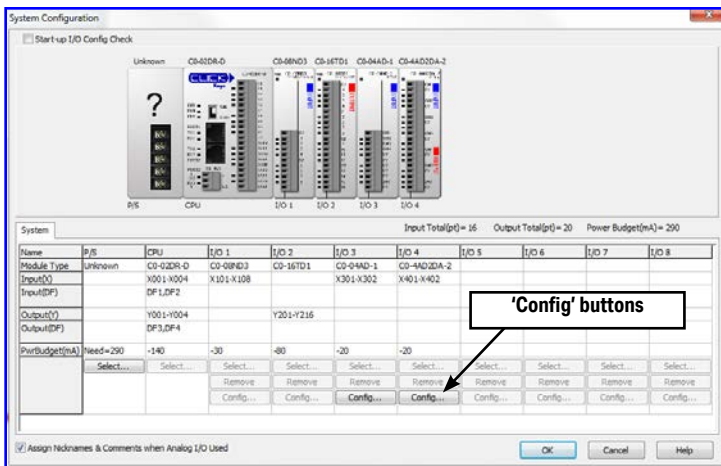 System Configuration
Start-up I/O Config Check
Unknown C0-02DR-D C0-08ND3 C0-16TD1 C0-04AD-1 C0-4AD2DA-2
CLICK
?
P/S CPU I/O 1 I/O 2 I/O 3 I/O 4
System Input Total(pt)= 16 Output Total(pt)= 20 Power Budget(mA)= 290
Name P/S CPU I/O 1 I/O 2 I/O 3 I/O 4 I/O 5 I/O 6 I/O 7 I/O 8
Module Type Unknown C0-02DR-D C0-08ND3 C0-16TD1 C0-04AD-1 C0-4AD2DA-2
Input(X) X001-X004 X101-X108 X301-X302 X401-X402
Input(DF) DF1,DF2
'Config' buttons
Output(Y) Y001-Y004 Y201-Y216
Output(DF) DF3,DF4
PwrBudget(mA) Need=290 -140 -30 -80 -20 -20
Select... Select... Select... Select... Select... Select... Select... Select... Select... Select...
Remove Remove Remove Remove Remove Remove Remove Remove
Config... Config... Config... Config... Config... Config... Config... Config...
Assign Nicknames & Comments when Analog I/O Used OK Cancel Help